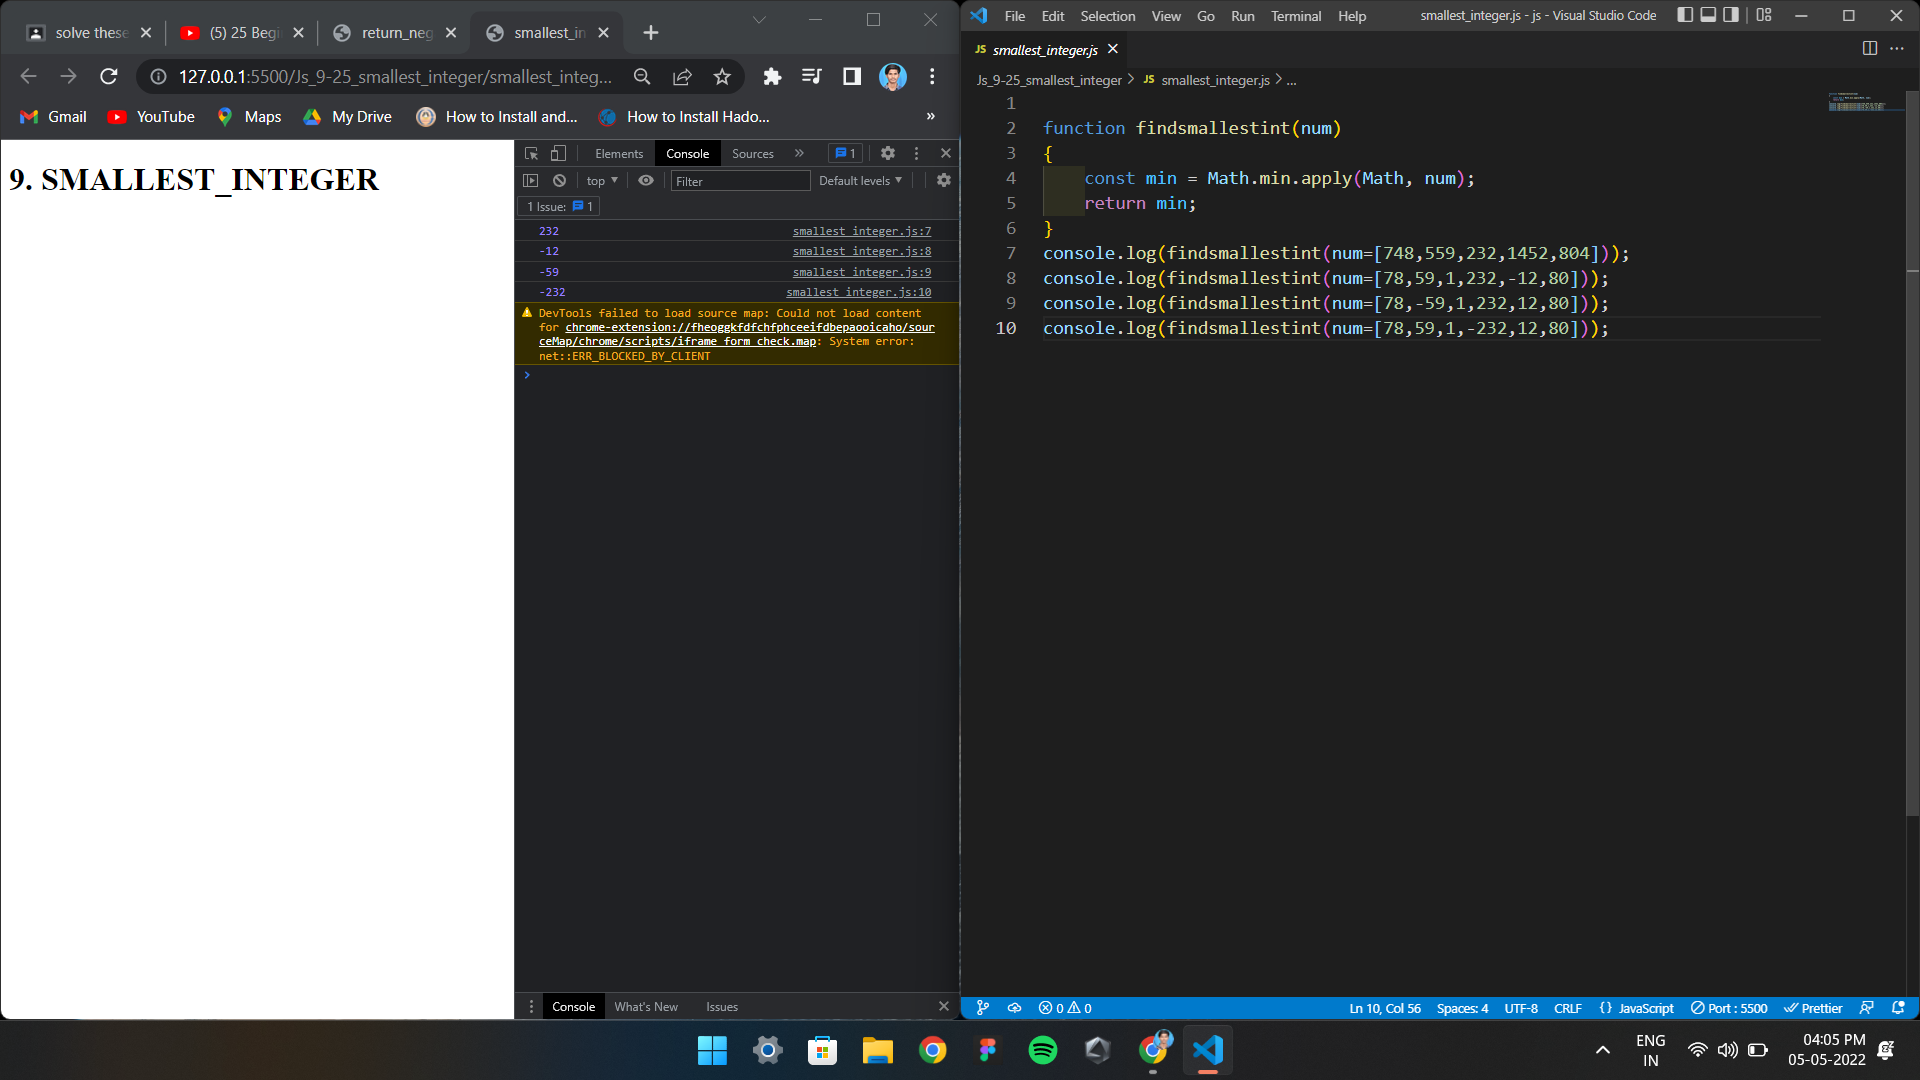 solve these
(5) 25 Begi
return_neg
smallest_in
127.0.0.1:5500/Js_9-25_smallest_integer/smallest_integ...
Gmail
YouTube
Maps
My Drive
How to Install and...
How to Install Hado...
»
9. SMALLEST_INTEGER
Elements
Console
Sources
»
1
top
Filter
Default levels
1 Issue: 1
232 smallest_integer.js:7
-12 smallest_integer.js:8
-59 smallest_integer.js:9
-232 smallest_integer.js:10
DevTools failed to load source map: Could not load content
for chrome-extension://fheoggkfdfchfphceeifdbepaooicaho/sour
ceMap/chrome/scripts/iframe_form_check.map: System error:
net::ERR_BLOCKED_BY_CLIENT
Console
What's New
Issues
File Edit Selection View Go Run Terminal Help
smallest_integer.js - js - Visual Studio Code
JS smallest_integer.js
Js_9-25_smallest_integer > JS smallest_integer.js > ...
1
2 function findsmallestint(num)
3 {
4 const min = Math.min.apply(Math, num);
5 return min;
6 }
7 console.log(findsmallestint(num=[748,559,232,1452,804]));
8 console.log(findsmallestint(num=[78,59,1,232,-12,80]));
9 console.log(findsmallestint(num=[78,-59,1,232,12,80]));
10 console.log(findsmallestint(num=[78,59,1,-232,12,80]));
0 0
Ln 10, Col 56
Spaces: 4
UTF-8
CRLF
{ } JavaScript
Port : 5500
Prettier
ENG
IN
04:05 PM
05-05-2022